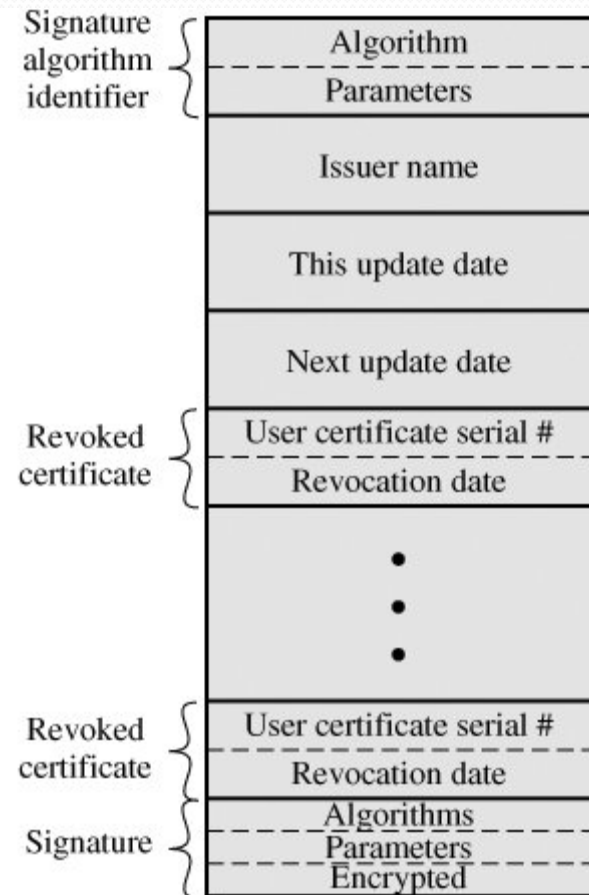 Signature
algorithm
identifier
Algorithm
Parameters
Issuer name
This update date
Next update date
Revoked
certificate
User certificate serial #
Revocation date
Revoked
certificate
User certificate serial #
Revocation date
Signature
Algorithms
Parameters
Encrypted